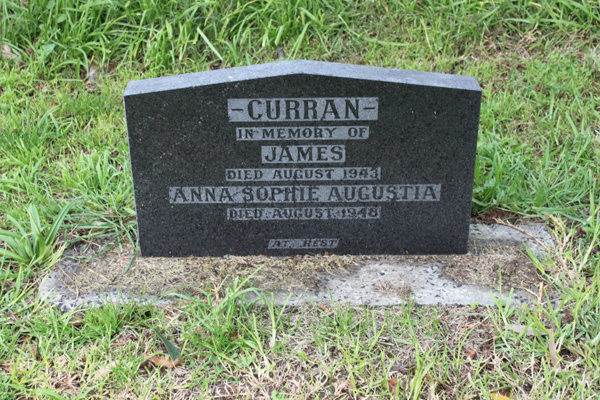 -CURRAN-
IN MEMORY OF
JAMES
DIED AUGUST 1943
ANNA SOPHIE AUGUSTIA
DIED AUGUST 1948
AT REST